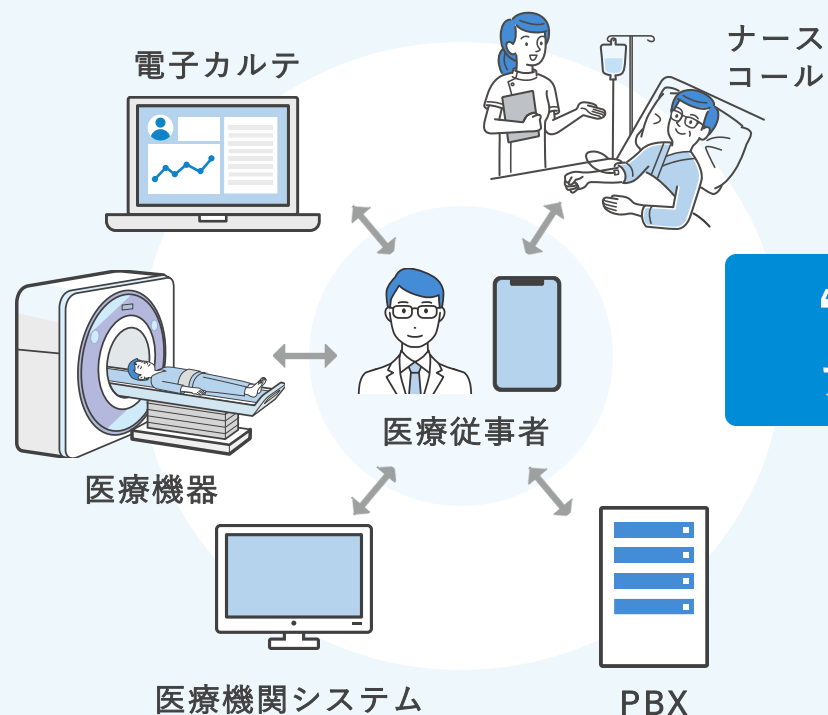 電子カルテ
ナース
コール
医療従事者
医療機器
医療機関システム
PBX